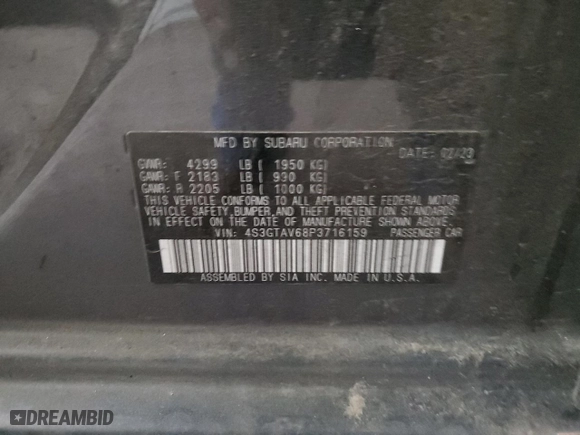 MFD BY SUBARU CORPORATION
DATE: 02/23
GVWR: 4299 LB ( 1950 KG)
GAWR: F 2183 LB ( 990 KG)
GAWR: R 2205 LB ( 1000 KG)
THIS VEHICLE CONFORMS TO ALL APPLICABLE FEDERAL MOTOR
VEHICLE SAFETY,BUMPER,AND THEFT PREVENTION STANDARDS
IN EFFECT ON THE DATE OF MANUFACTURE SHOWN ABOVE.
VIN: 4S3GTAV68P3716159 PASSENGER CAR
ASSEMBLED BY SIA INC. MADE IN U.S.A.
DREAMBID